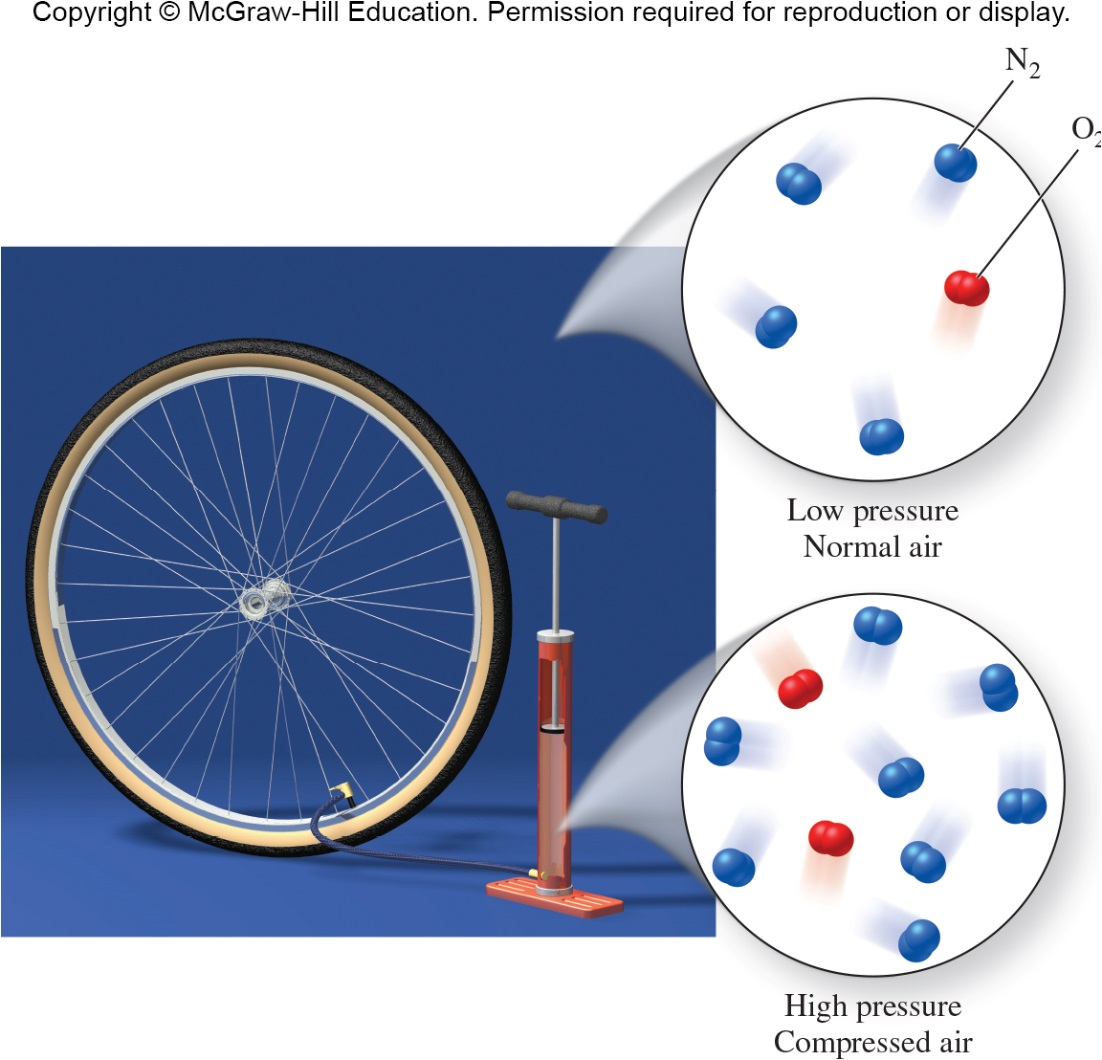 Copyright © McGraw-Hill Education. Permission required for reproduction or display.
N₂
O₂
Low pressure
Normal air
High pressure
Compressed air